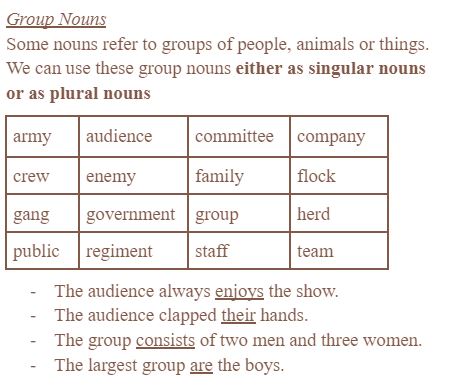 Group Nouns
Some nouns refer to groups of people, animals or things.
We can use these group nouns either as singular nouns
or as plural nouns
army audience committee company
crew enemy family flock
gang government group herd
public regiment staff team
- The audience always enjoys the show.
- The audience clapped their hands.
- The group consists of two men and three women.
- The largest group are the boys.